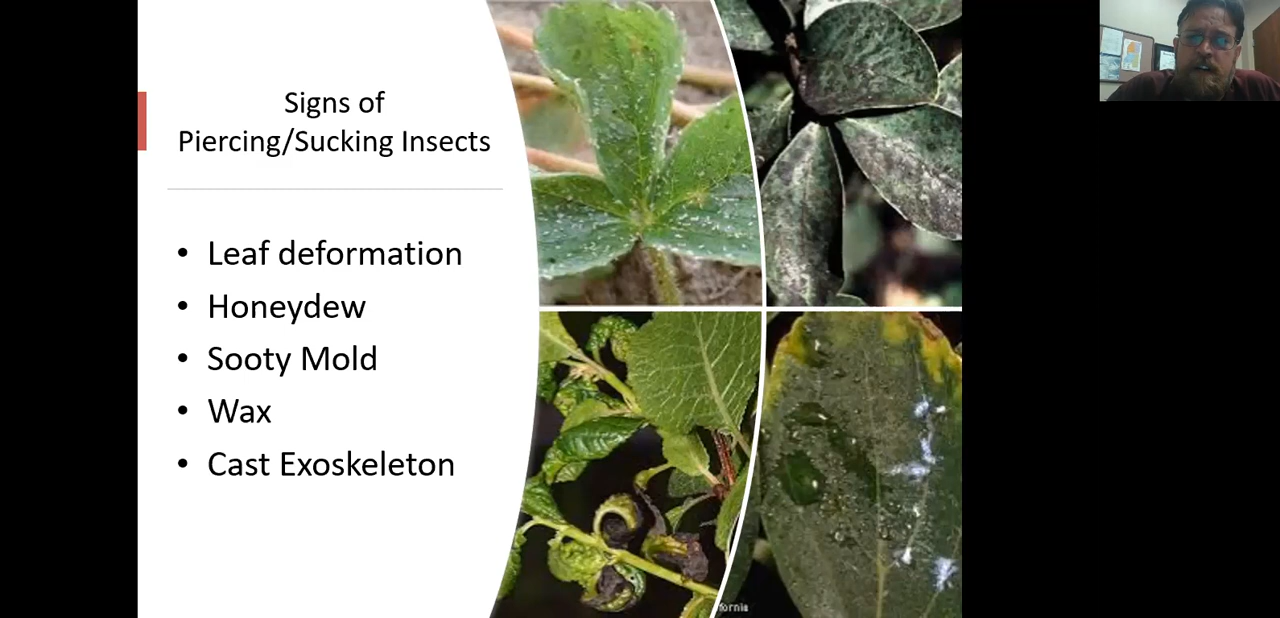 Signs of
Piercing/Sucking Insects
• Leaf deformation
• Honeydew
• Sooty Mold
• Wax
• Cast Exoskeleton